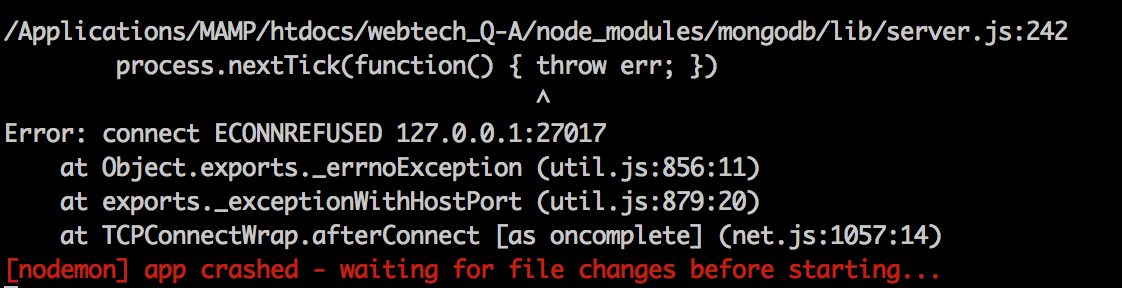 /Applications/MAMP/htdocs/webtech_Q-A/node_modules/mongodb/lib/server.js:242
        process.nextTick(function() { throw err; })
                                      ^
Error: connect ECONNREFUSED 127.0.0.1:27017
    at Object.exports._errnoException (util.js:856:11)
    at exports._exceptionWithHostPort (util.js:879:20)
    at TCPConnectWrap.afterConnect [as oncomplete] (net.js:1057:14)
[nodemon] app crashed - waiting for file changes before starting...